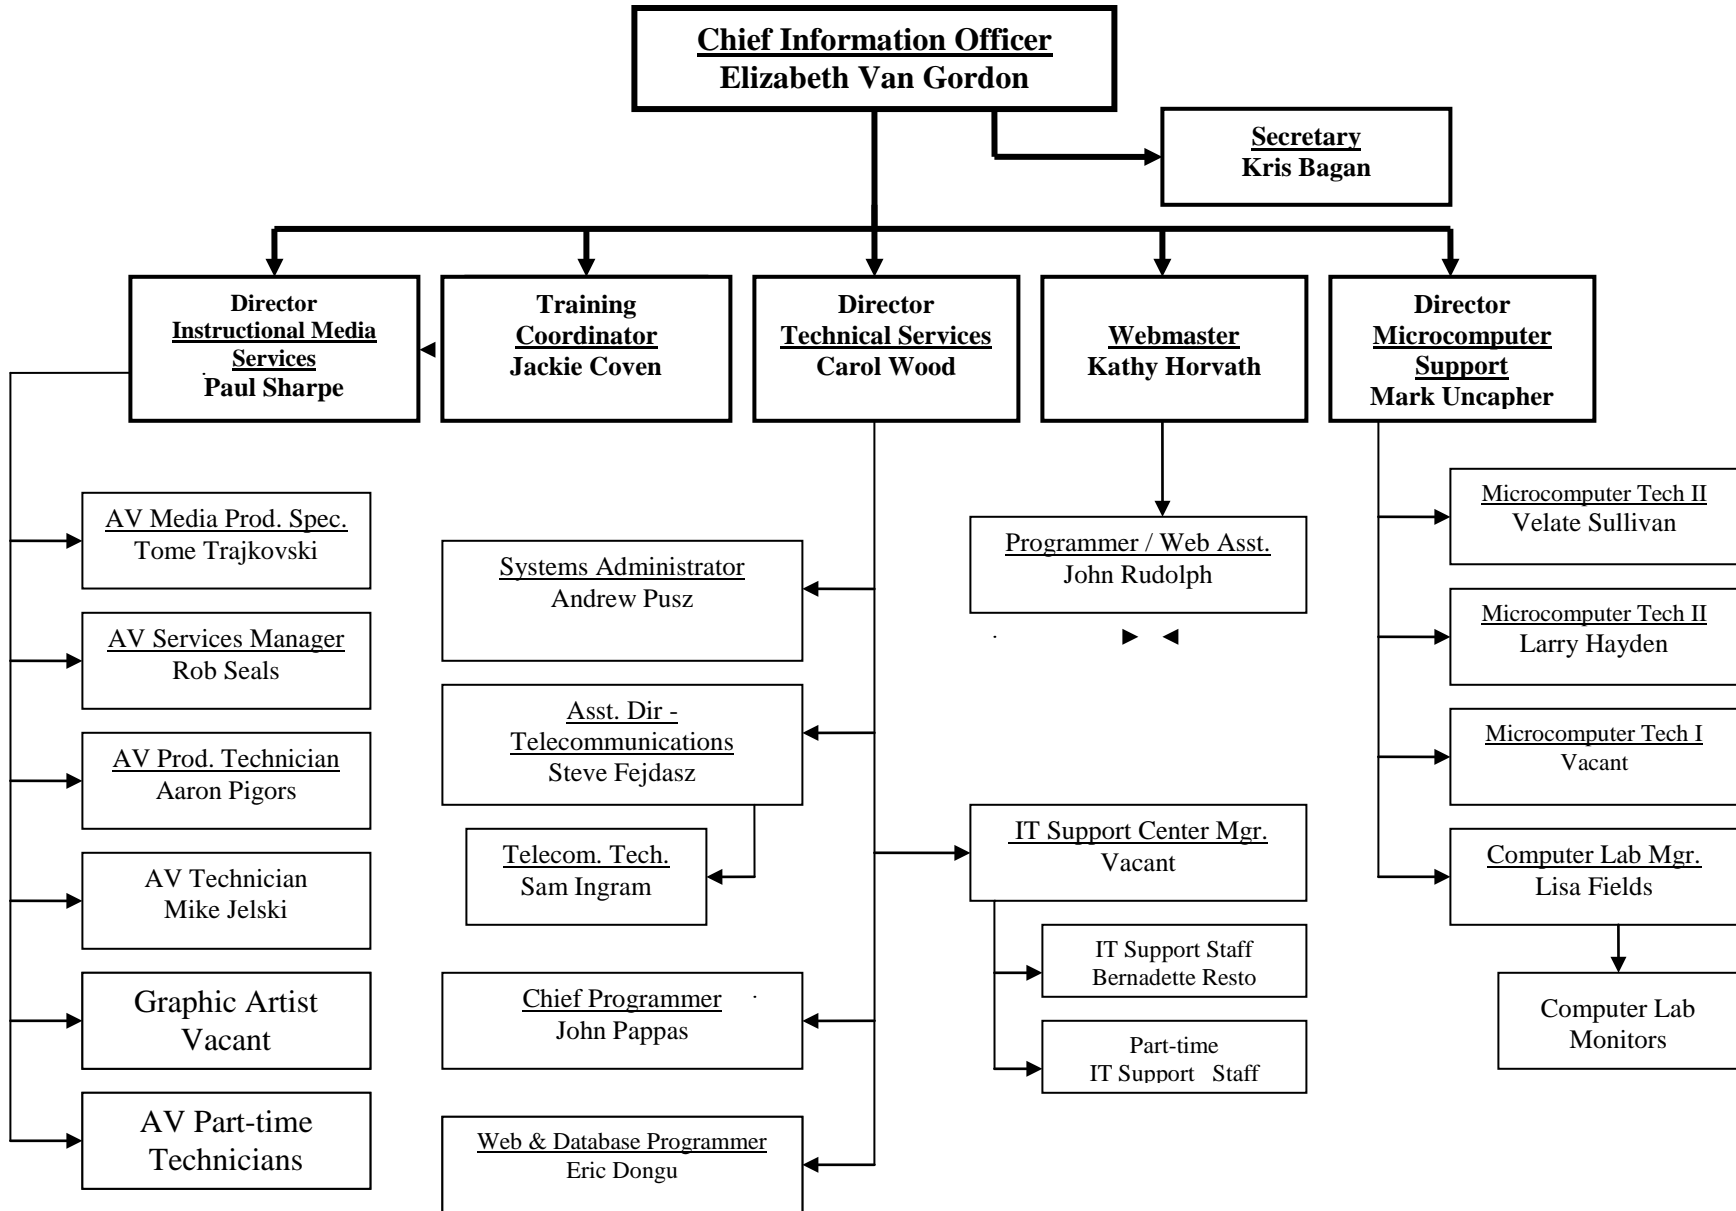 Chief Information Officer
Elizabeth Van Gordon
Secretary
Kris Bagan
Director
Instructional Media
Services
Paul Sharpe
Training
Coordinator
Jackie Coven
Director
Technical Services
Carol Wood
Webmaster
Kathy Horvath
Director
Microcomputer
Support
Mark Uncapher
AV Media Prod. Spec.
Tome Trajkovski
AV Services Manager
Rob Seals
AV Prod. Technician
Aaron Pigors
AV Technician
Mike Jelski
Graphic Artist
Vacant
AV Part-time
Technicians
Systems Administrator
Andrew Pusz
Asst. Dir -
Telecommunications
Steve Fejdasz
Telecom. Tech.
Sam Ingram
Chief Programmer
John Pappas
Web & Database Programmer
Eric Dongu
Programmer / Web Asst.
John Rudolph
IT Support Center Mgr.
Vacant
IT Support Staff
Bernadette Resto
Part-time
IT Support Staff
Microcomputer Tech II
Velate Sullivan
Microcomputer Tech II
Larry Hayden
Microcomputer Tech I
Vacant
Computer Lab Mgr.
Lisa Fields
Computer Lab
Monitors